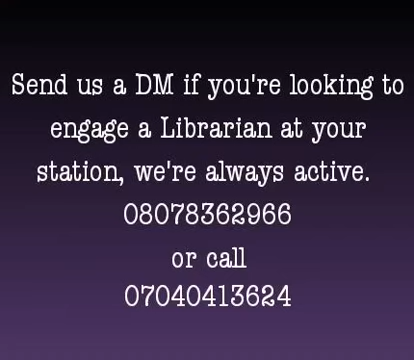 Send us a DM if you're looking to
engage a Librarian at your
station, we're always active.
08078362966
or call
07040413624